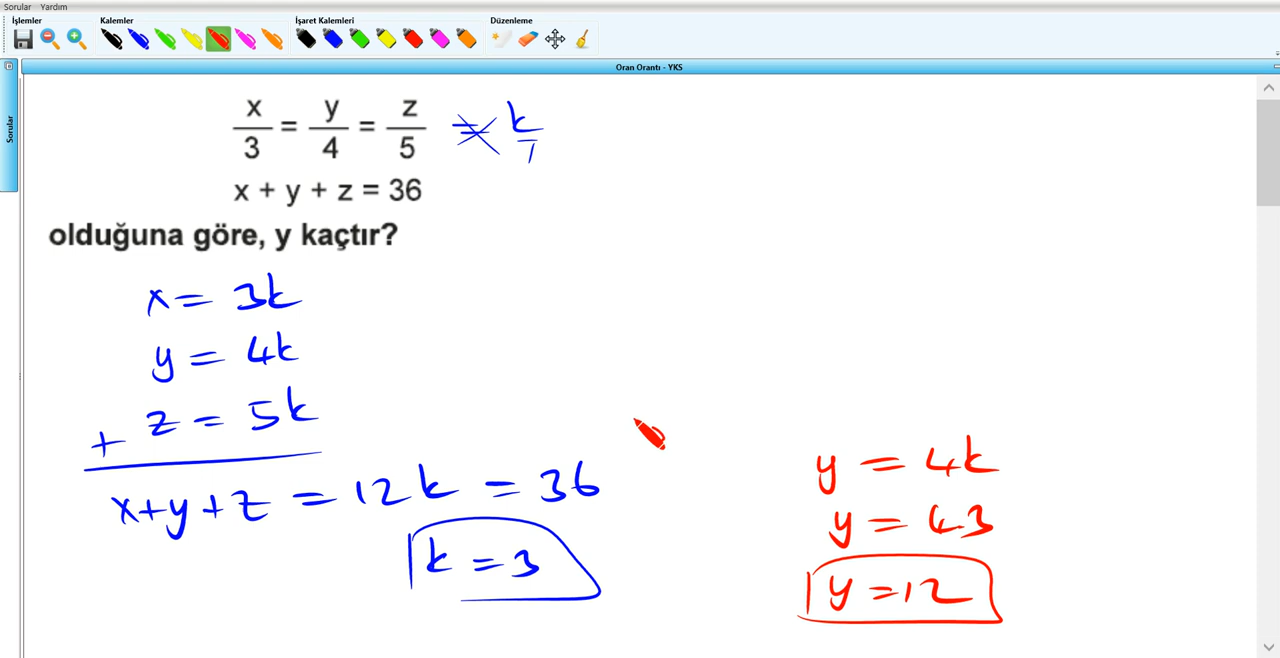 Sorular Yardım
İşlemler Kalemler İşaret Kalemleri Düzenleme
Oran Orantı - YKS
Sorular
x/3 = y/4 = z/5 = k/1
x + y + z = 36
olduğuna göre, y kaçtır?
x = 3k
y = 4k
+ z = 5k
x+y+z = 12k = 36
k = 3
y = 4k
y = 4.3
y = 12